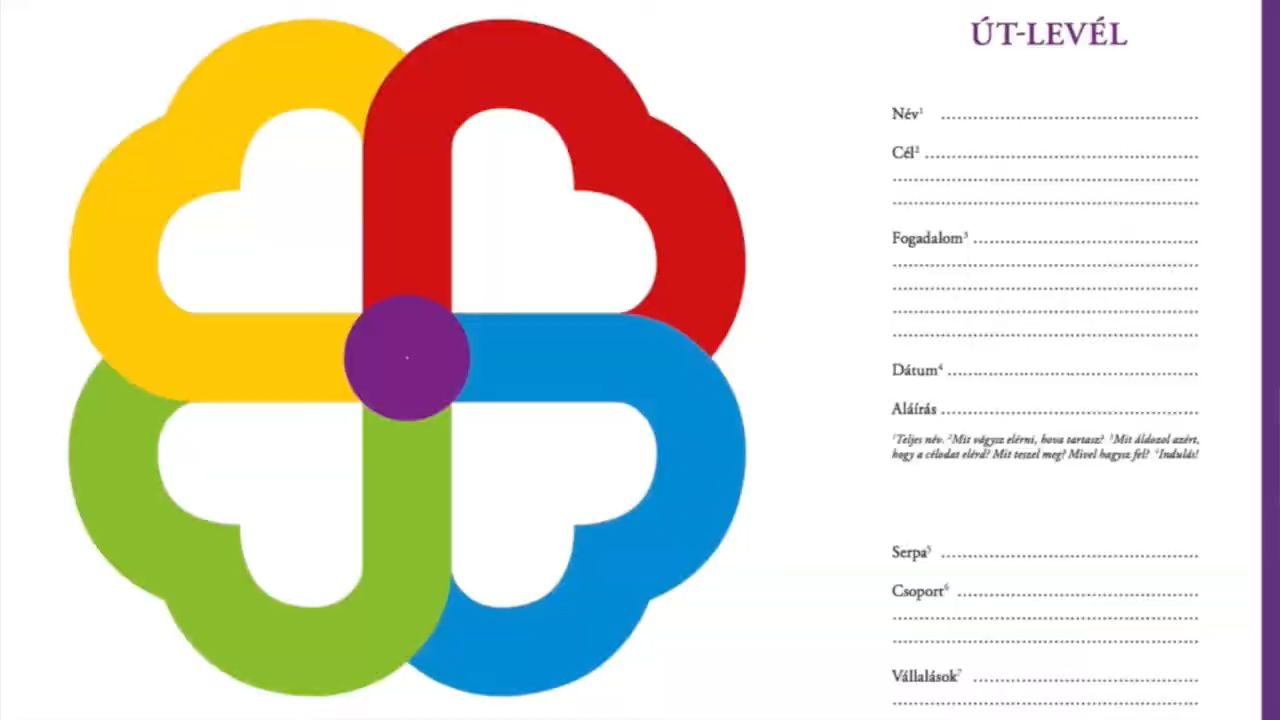 ÚT-LEVÉL
Név¹ ........................................
Cél² ........................................
Fogadalom³ ........................................
Dátum⁴ ........................................
Aláírás ........................................
¹Teljes név. ²Mit vágysz elérni, hova tartasz? ³Mit áldozol azért,
hogy a célodat elérd? Mit teszel meg? Mivel hagysz fel? ⁴Indulás!
Serpa⁵ ........................................
Csoport⁶ ........................................
Vállalások⁷ ........................................